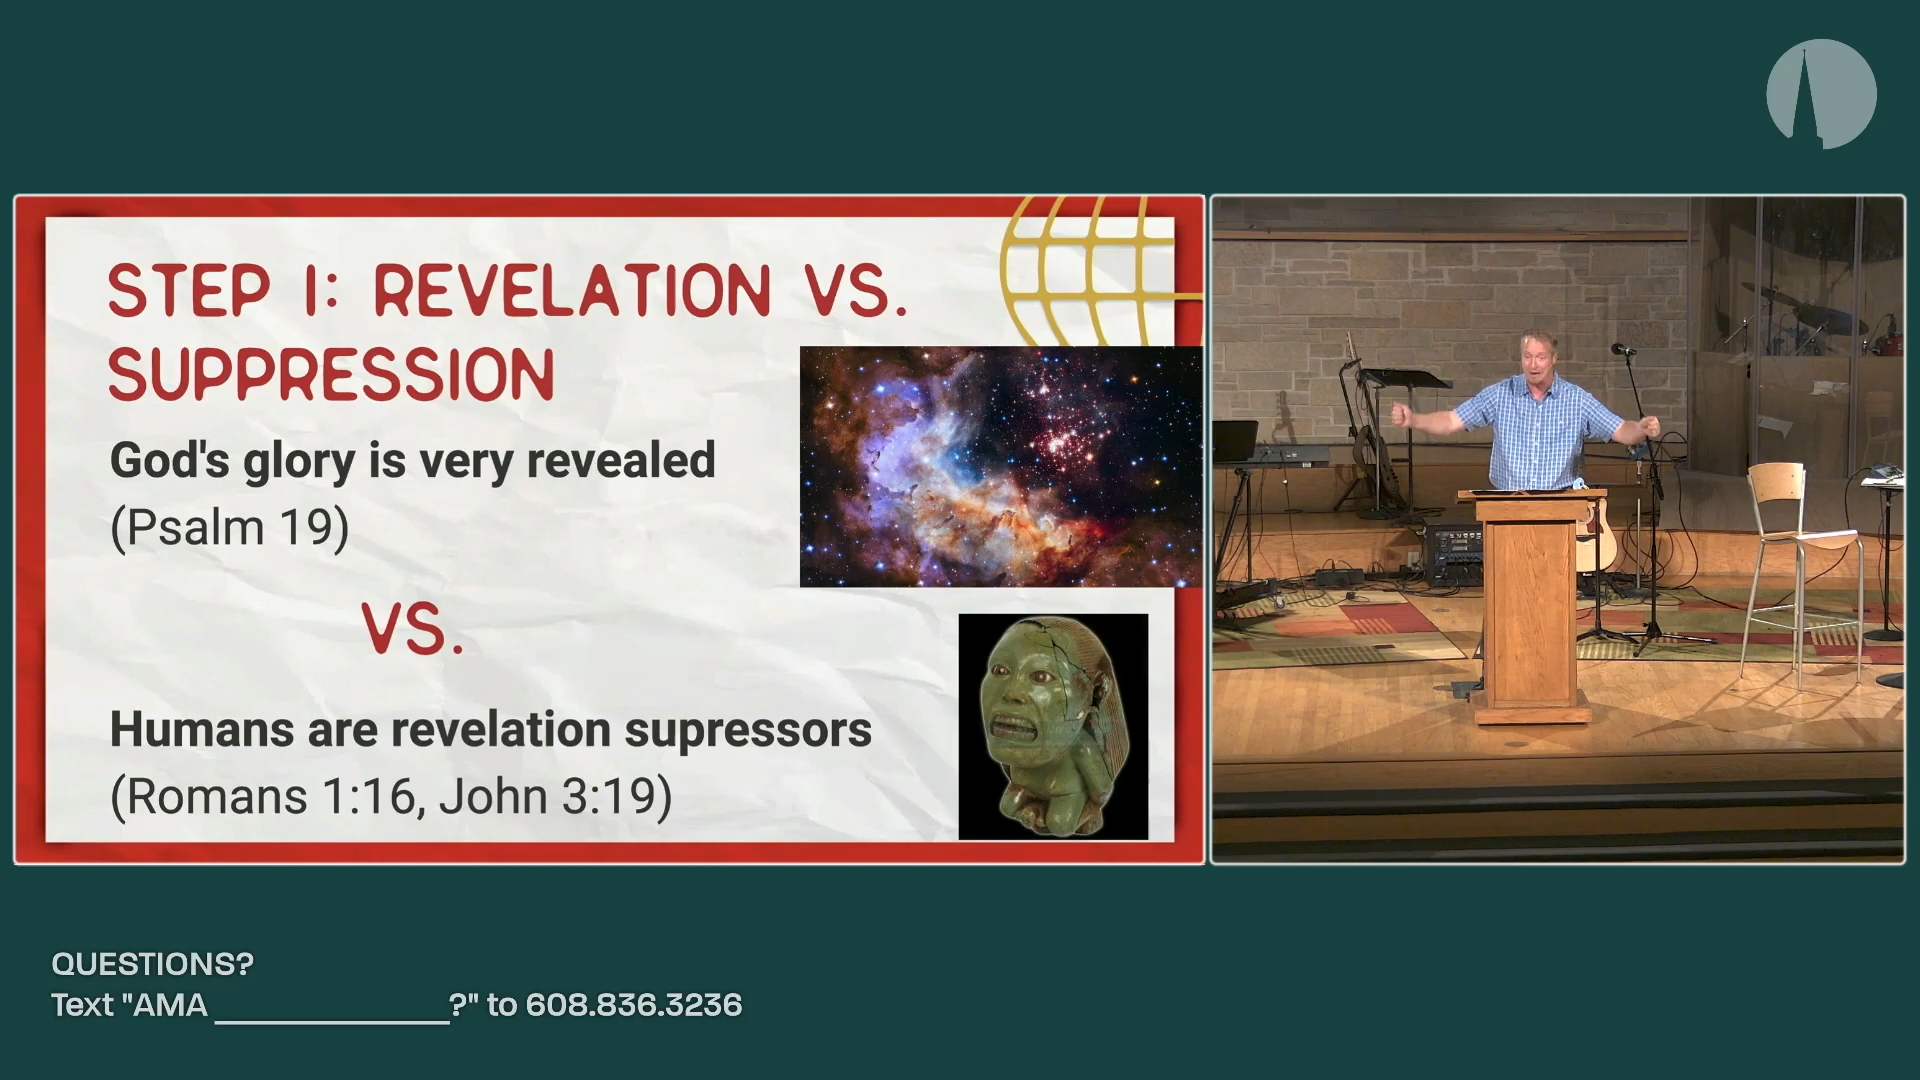 STEP 1: REVELATION VS.
SUPPRESSION
God's glory is very revealed
(Psalm 19)
VS.
Humans are revelation supressors
(Romans 1:16, John 3:19)
QUESTIONS?
Text "AMA ______________?" to 608.836.3236